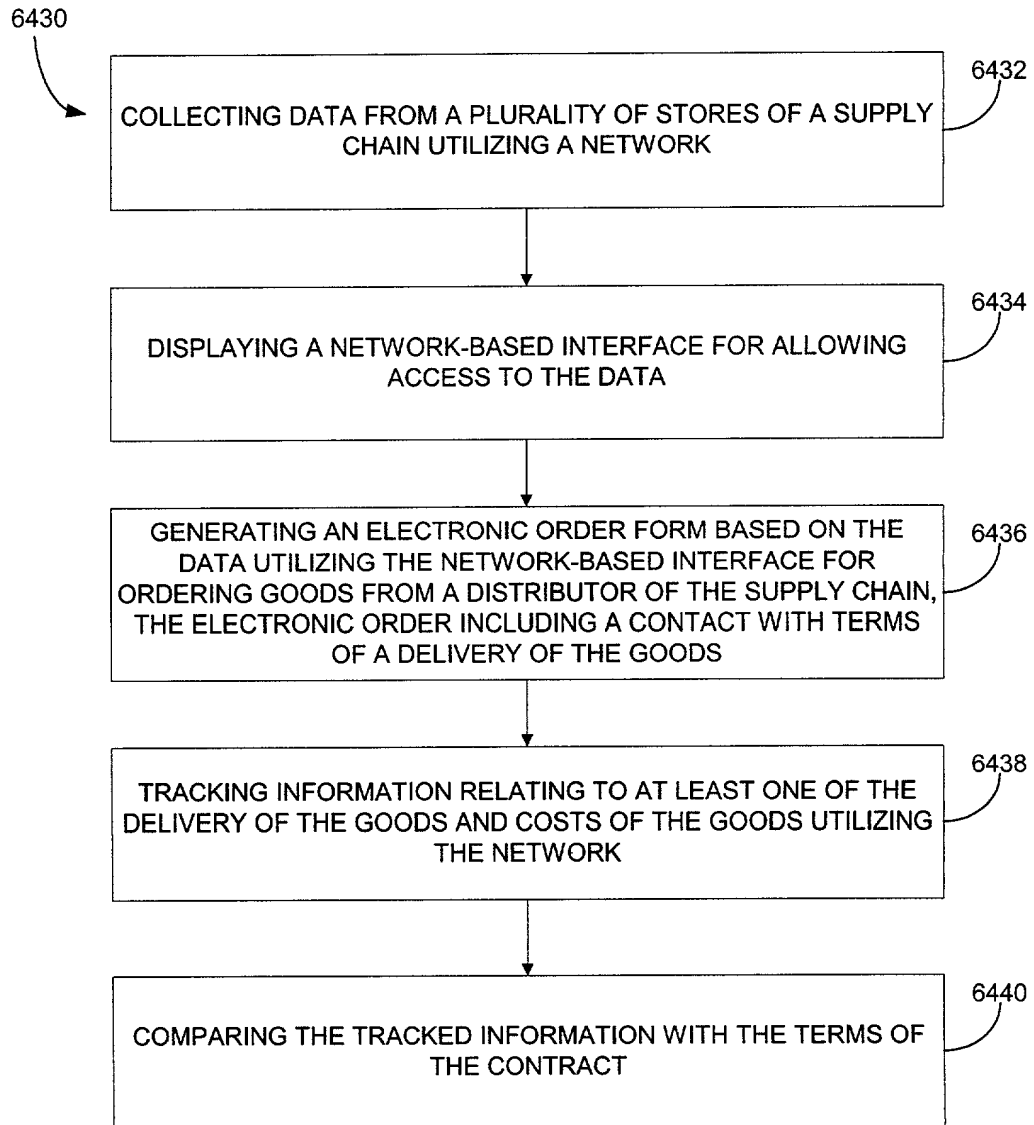 6430
6432
COLLECTING DATA FROM A PLURALITY OF STORES OF A SUPPLY
CHAIN UTILIZING A NETWORK
6434
DISPLAYING A NETWORK-BASED INTERFACE FOR ALLOWING
ACCESS TO THE DATA
6436
GENERATING AN ELECTRONIC ORDER FORM BASED ON THE
DATA UTILIZING THE NETWORK-BASED INTERFACE FOR
ORDERING GOODS FROM A DISTRIBUTOR OF THE SUPPLY CHAIN,
THE ELECTRONIC ORDER INCLUDING A CONTACT WITH TERMS
OF A DELIVERY OF THE GOODS
6438
TRACKING INFORMATION RELATING TO AT LEAST ONE OF THE
DELIVERY OF THE GOODS AND COSTS OF THE GOODS UTILIZING
THE NETWORK
6440
COMPARING THE TRACKED INFORMATION WITH THE TERMS OF
THE CONTRACT